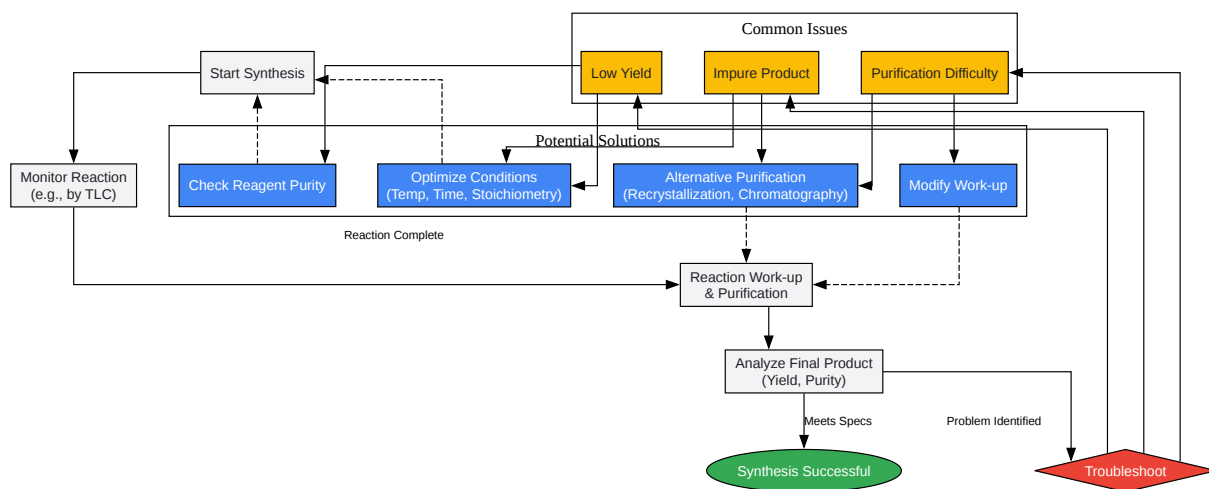 Common Issues
Start Synthesis
Low Yield
Impure Product
Purification Difficulty
Potential Solutions
Monitor Reaction
(e.g., by TLC)
Check Reagent Purity
Optimize Conditions
(Temp, Time, Stoichiometry)
Alternative Purification
(Recrystallization, Chromatography)
Modify Work-up
Reaction Complete
Reaction Work-up
& Purification
Analyze Final Product
(Yield, Purity)
Meets Specs
Problem Identified
Synthesis Successful
Troubleshoot